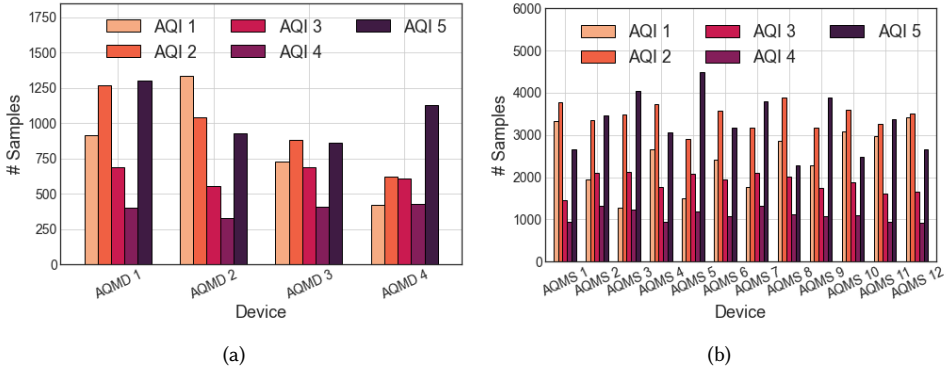 1750
1500
1250
1000
750
500
250
0
# Samples
AQI 1
AQI 2
AQI 3
AQI 4
AQI 5
AQMD 1
AQMD 2
AQMD 3
AQMD 4
Device
(a)
6000
5000
4000
3000
2000
1000
0
# Samples
AQI 1
AQI 2
AQI 3
AQI 4
AQI 5
AQMS 1
AQMS 2
AQMS 3
AQMS 4
AQMS 5
AQMS 6
AQMS 7
AQMS 8
AQMS 9
AQMS 10
AQMS 11
AQMS 12
Device
(b)